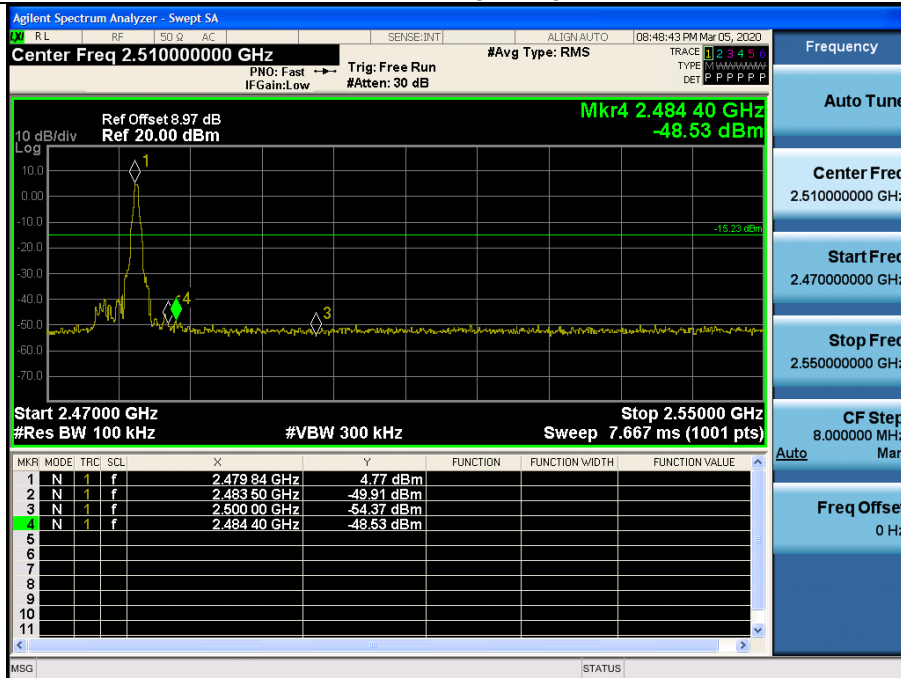 Agilent Spectrum Analyzer - Swept SA
LXI RL RF 50 Ω AC SENSE:INT ALIGN AUTO 08:48:43 PM Mar 05, 2020
Center Freq 2.510000000 GHz #Avg Type: RMS TRACE 1 2 3 4 5 6
PNO: Fast Trig: Free Run TYPE M WWWWW
IFGain:Low #Atten: 30 dB DET P P P P P P
Mkr4 2.484 40 GHz
-48.53 dBm
Ref Offset 8.97 dB
10 dB/div Ref 20.00 dBm
Log
10.0
0.00
-10.0
-15.23 dBm
-20.0
-30.0
-40.0
-50.0
-60.0
-70.0
1
4
3
Start 2.47000 GHz Stop 2.55000 GHz
#Res BW 100 kHz #VBW 300 kHz Sweep 7.667 ms (1001 pts)
MKR MODE TRC SCL X Y FUNCTION FUNCTION WIDTH FUNCTION VALUE
1 N 1 f 2.479 84 GHz 4.77 dBm
2 N 1 f 2.483 50 GHz -49.91 dBm
3 N 1 f 2.500 00 GHz -54.37 dBm
4 N 1 f 2.484 40 GHz -48.53 dBm
5
6
7
8
9
10
11
MSG STATUS
Frequency
Auto Tune
Center Freq
2.510000000 GHz
Start Freq
2.470000000 GHz
Stop Freq
2.550000000 GHz
CF Step
8.000000 MHz
Auto Man
Freq Offset
0 Hz